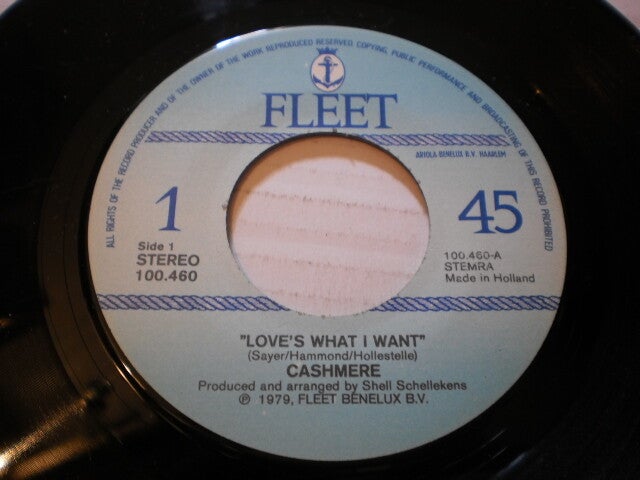 ALL RIGHTS OF THE RECORD PRODUCER AND OF THE OWNER OF THE WORK REPRODUCED RESERVED COPYING, PUBLIC PERFORMANCE AND BROADCASTING OF THIS RECORD PROHIBITED
FLEET
ARIOLA-BENELUX B.V. HAARLEM
1
45
Side 1
STEREO
100.460
100.460-A
STEMRA
Made in Holland
"LOVE'S WHAT I WANT"
(Sayer/Hammond/Hollestelle)
CASHMERE
Produced and arranged by Shell Schellekens
℗ 1979, FLEET BENELUX B.V.